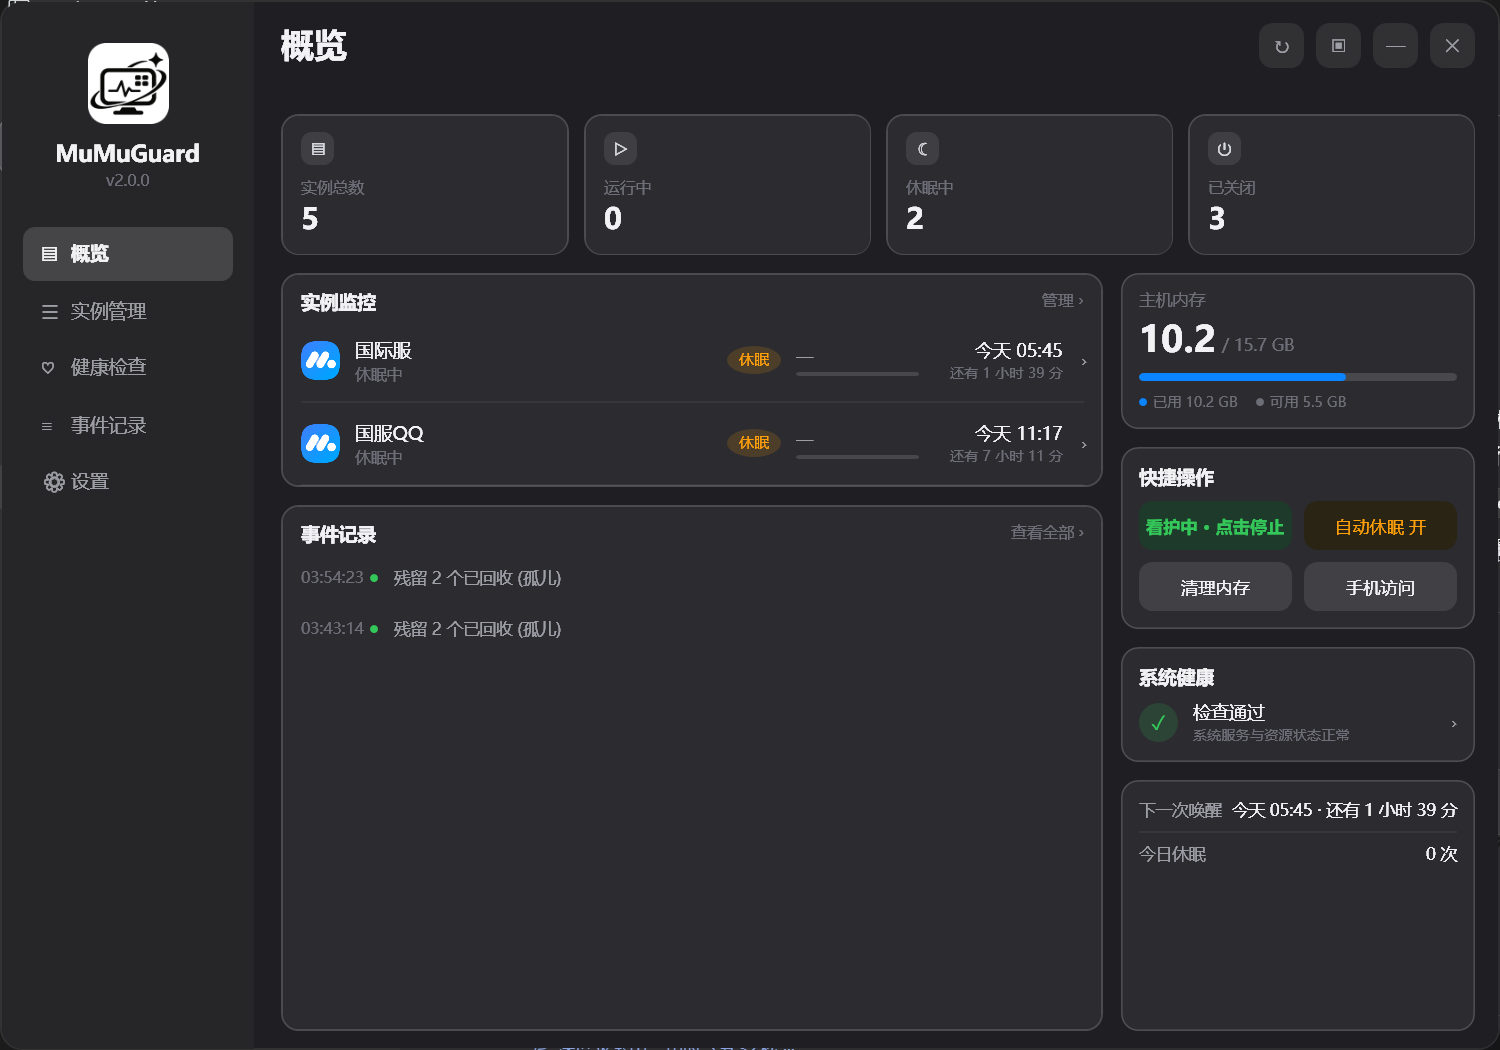 MuMuGuard
v2.0.0
概览
实例管理
健康检查
事件记录
设置
概览
实例总数
5
运行中
0
休眠中
2
已关闭
3
实例监控
管理 ›
国际服
休眠中
休眠
—
今天 05:45
还有 1 小时 39 分
国服QQ
休眠中
休眠
—
今天 11:17
还有 7 小时 11 分
事件记录
查看全部 ›
03:54:23 残留 2 个已回收 (孤儿)
03:43:14 残留 2 个已回收 (孤儿)
主机内存
10.2 / 15.7 GB
已用 10.2 GB 可用 5.5 GB
快捷操作
看护中 · 点击停止
自动休眠 开
清理内存
手机访问
系统健康
检查通过
系统服务与资源状态正常
下一次唤醒 今天 05:45 · 还有 1 小时 39 分
今日休眠 0 次